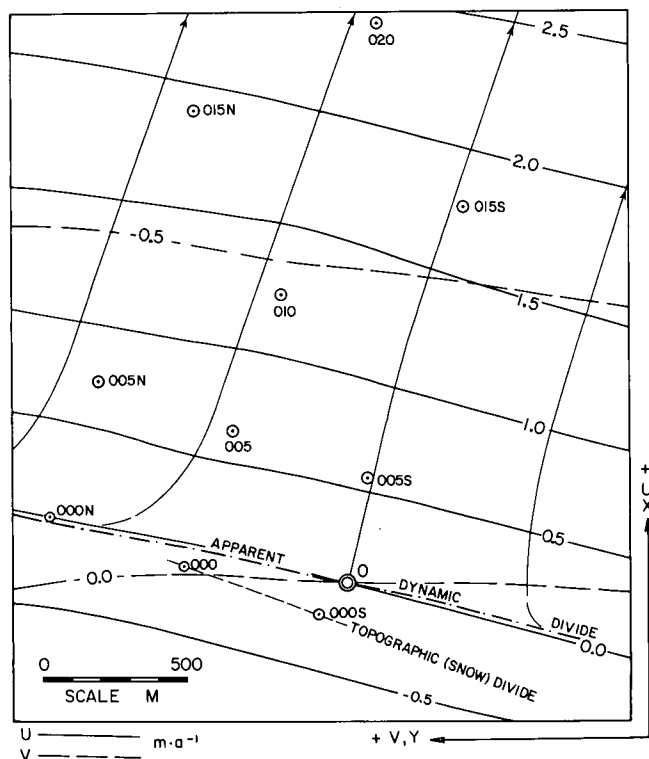 2.5
020
015N
2.0
015S
-0.5
1.5
010
005N
1.0
005
005S
0.5
000N
APPARENT
0
DYNAMIC
DIVIDE
0.0
000
0.0
000S
TOPOGRAPHIC (SNOW) DIVIDE
-0.5
0 500
SCALE M
+ U X
U
V
m·a⁻¹
+ V,Y